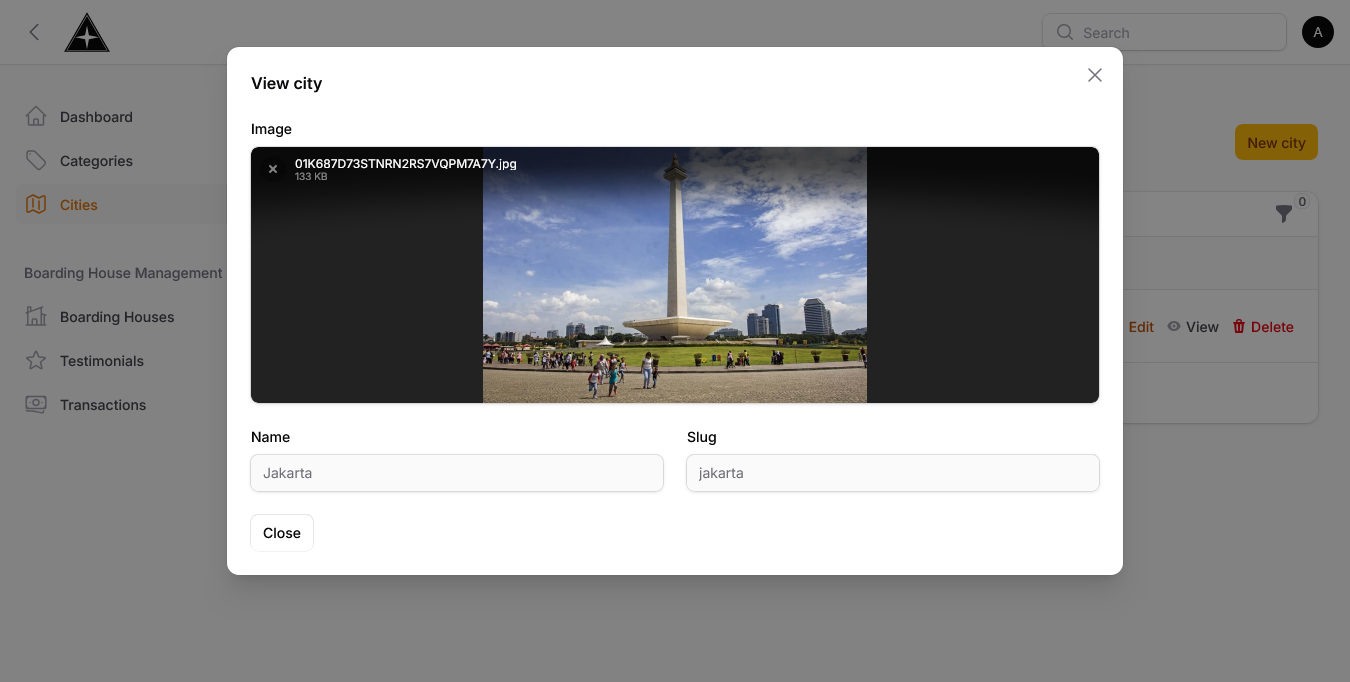 Search
A
View city
Image
01K687D73STNRN2RS7VQPM7A7Y.jpg
133 KB
Dashboard
Categories
Cities
Boarding House Management
Boarding Houses
Testimonials
Transactions
New city
0
Edit
View
Delete
Name
Slug
Jakarta
jakarta
Close